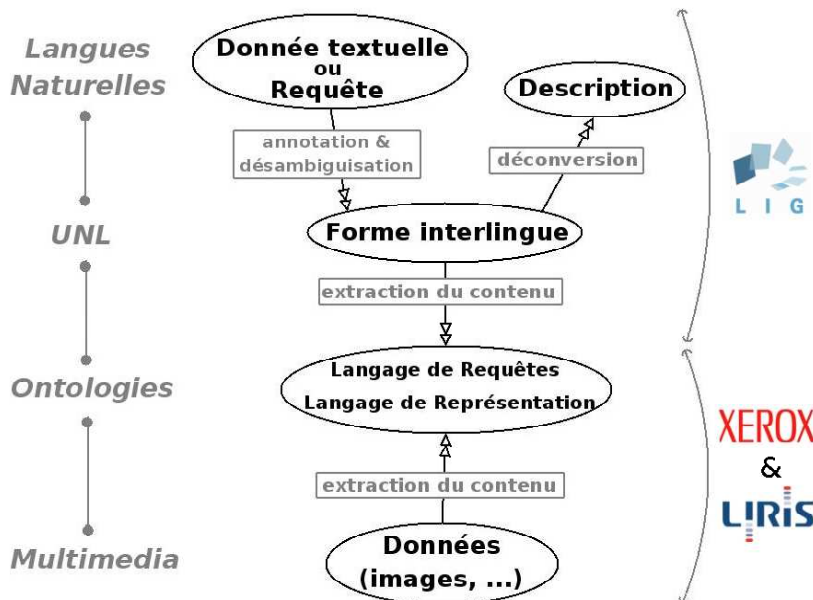 Langues
Naturelles
Donnée textuelle
ou
Requête
Description
annotation &
désambiguisation
déconversion
LIG
UNL
Forme interlingue
extraction du contenu
Ontologies
Langage de Requêtes
Langage de Représentation
XEROX
&
LIRIS
extraction du contenu
Multimedia
Données
(images, ...)